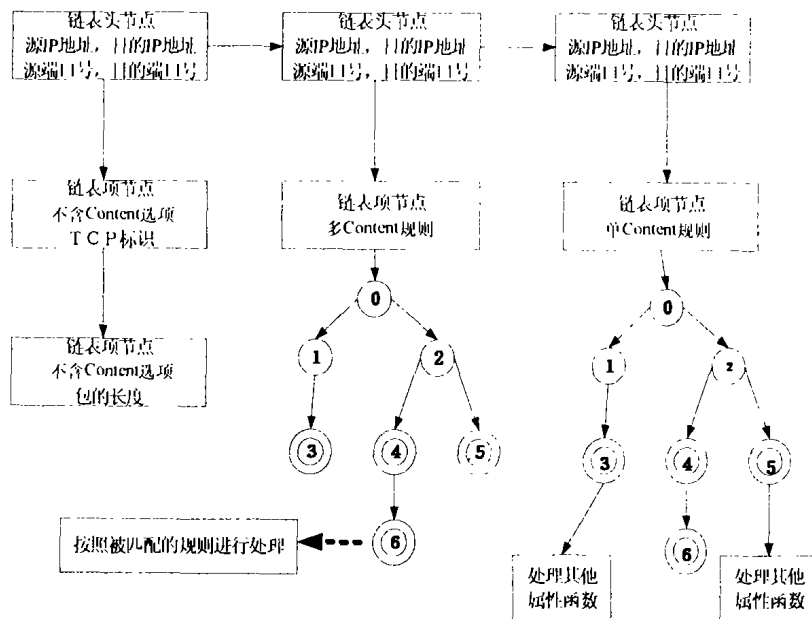 链表头节点
源IP地址，目的IP地址
源端口号，目的端口号
链表头节点
源IP地址，目的IP地址
源端口号，目的端口号
链表头节点
源IP地址，目的IP地址
源端口号，目的端口号
链表项节点
不含Content选项
TCP标识
链表项节点
多Content规则
链表项节点
单Content规则
链表项节点
不含Content选项
包的长度
0
1
2
3
4
5
6
按照被匹配的规则进行处理
0
1
2
3
4
5
6
处理其他
属性函数
处理其他
属性函数